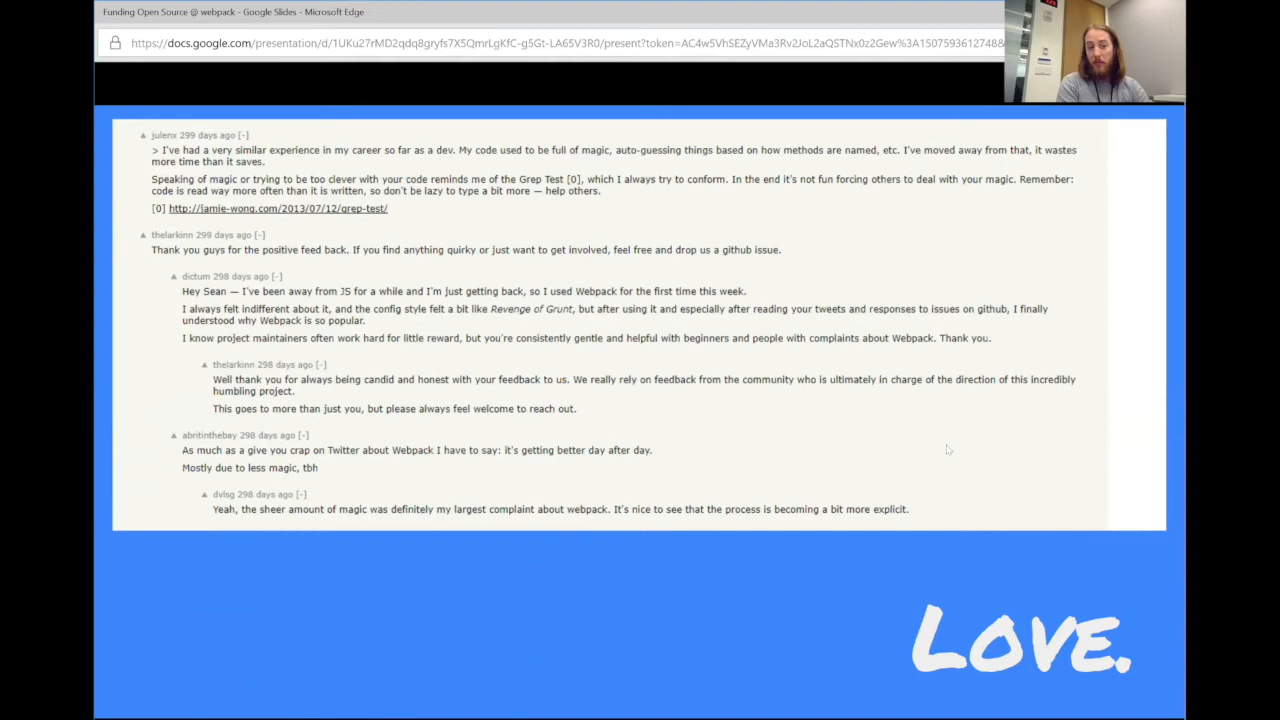 Funding Open Source @ webpack - Google Slides - Microsoft Edge
https://docs.google.com/presentation/d/1UKu27rMD2qdq8gryfs7X5QmrLgKfC-g5Gt-LA65V3R0/present?token=AC4w5VhSEZyVMa3Rv2JoL2aQSTNx0z2Gew%3A1507593612748&
julenx 299 days ago [-]
> I've had a very similar experience in my career so far as a dev. My code used to be full of magic, auto-guessing things based on how methods are named, etc. I've moved away from that, it wastes
more time than it saves.
Speaking of magic or trying to be too clever with your code reminds me of the Grep Test [0], which I always try to conform. In the end it's not fun forcing others to deal with your magic. Remember:
code is read way more often than it is written, so don't be lazy to type a bit more — help others.
[0] http://jamie-wong.com/2013/07/12/grep-test/
thelarkinn 299 days ago [-]
Thank you guys for the positive feed back. If you find anything quirky or just want to get involved, feel free and drop us a github issue.
dictum 298 days ago [-]
Hey Sean — I've been away from JS for a while and I'm just getting back, so I used Webpack for the first time this week.
I always felt indifferent about it, and the config style felt a bit like Revenge of Grunt, but after using it and especially after reading your tweets and responses to issues on github, I finally
understood why Webpack is so popular.
I know project maintainers often work hard for little reward, but you're consistently gentle and helpful with beginners and people with complaints about Webpack. Thank you.
thelarkinn 298 days ago [-]
Well thank you for always being candid and honest with your feedback to us. We really rely on feedback from the community who is ultimately in charge of the direction of this incredibly
humbling project.
This goes to more than just you, but please always feel welcome to reach out.
abritinthebay 298 days ago [-]
As much as a give you crap on Twitter about Webpack I have to say: it's getting better day after day.
Mostly due to less magic, tbh
dvlsg 298 days ago [-]
Yeah, the sheer amount of magic was definitely my largest complaint about webpack. It's nice to see that the process is becoming a bit more explicit.
Love.